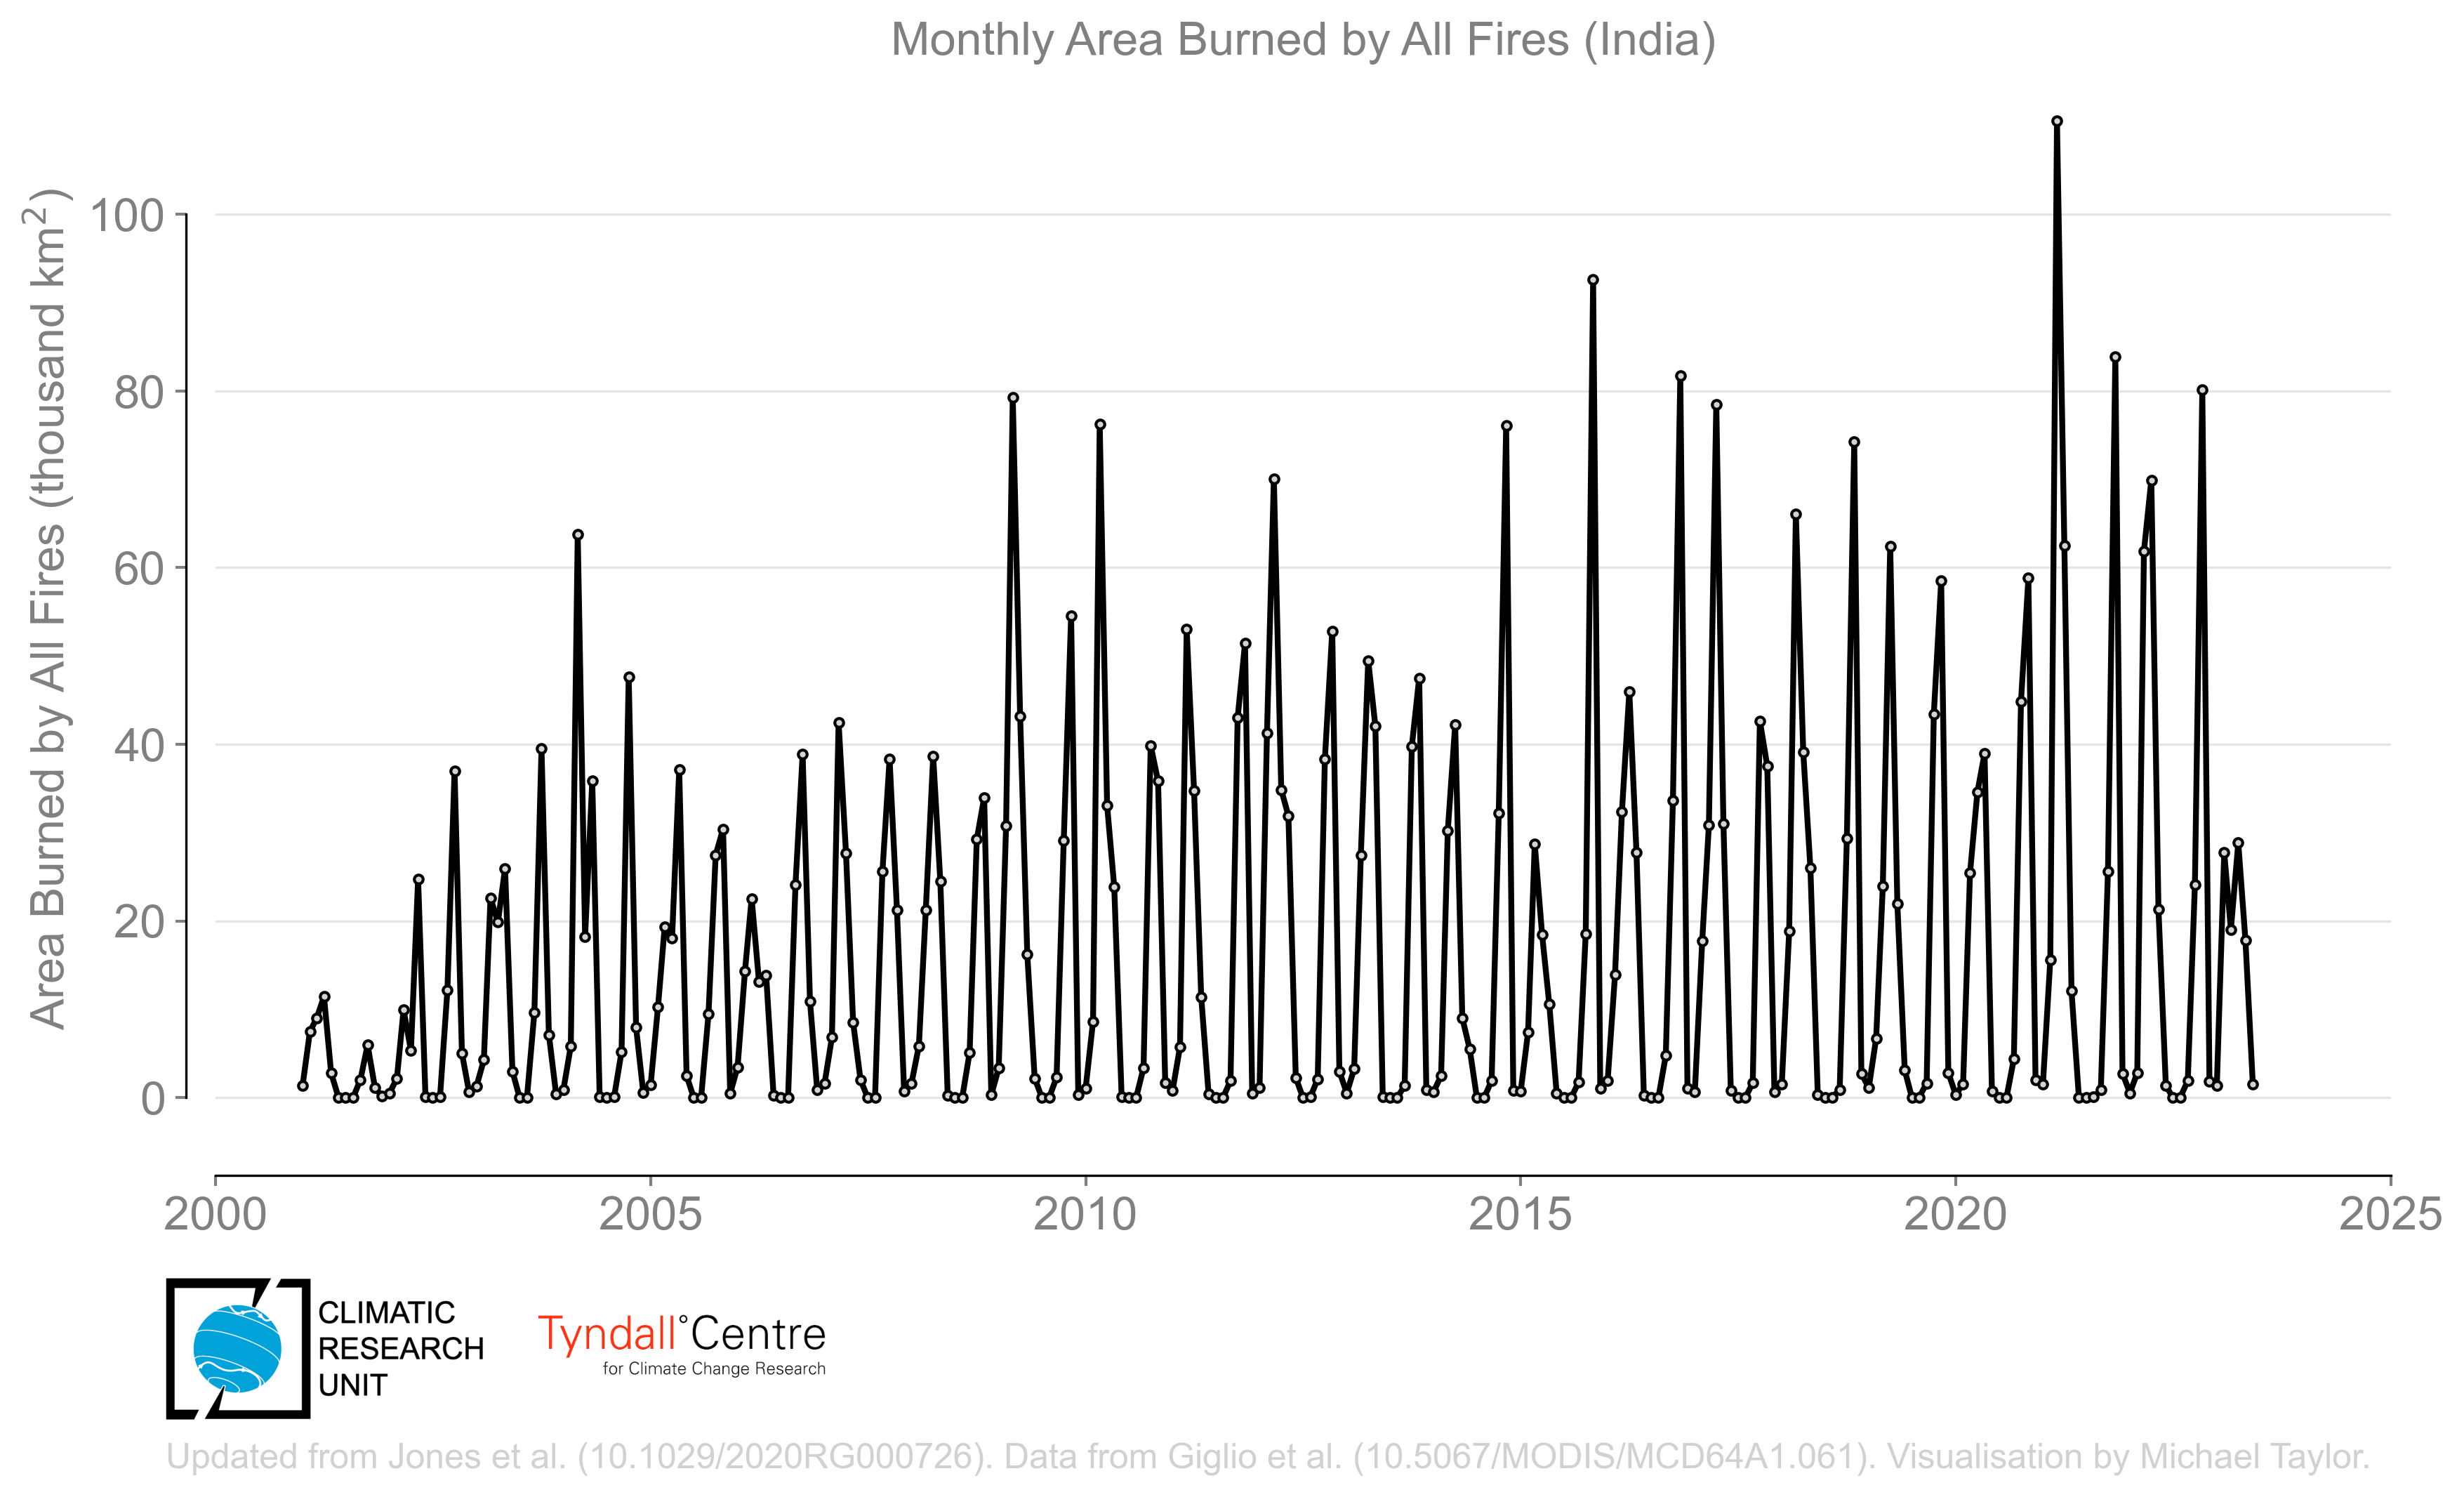 Monthly Area Burned by All Fires (India)
Area Burned by All Fires (thousand km²)
100
80
60
40
20
0
2000 2005 2010 2015 2020 2025
CLIMATIC
RESEARCH
UNIT
Tyndall°Centre
for Climate Change Research
Updated from Jones et al. (10.1029/2020RG000726). Data from Giglio et al. (10.5067/MODIS/MCD64A1.061). Visualisation by Michael Taylor.